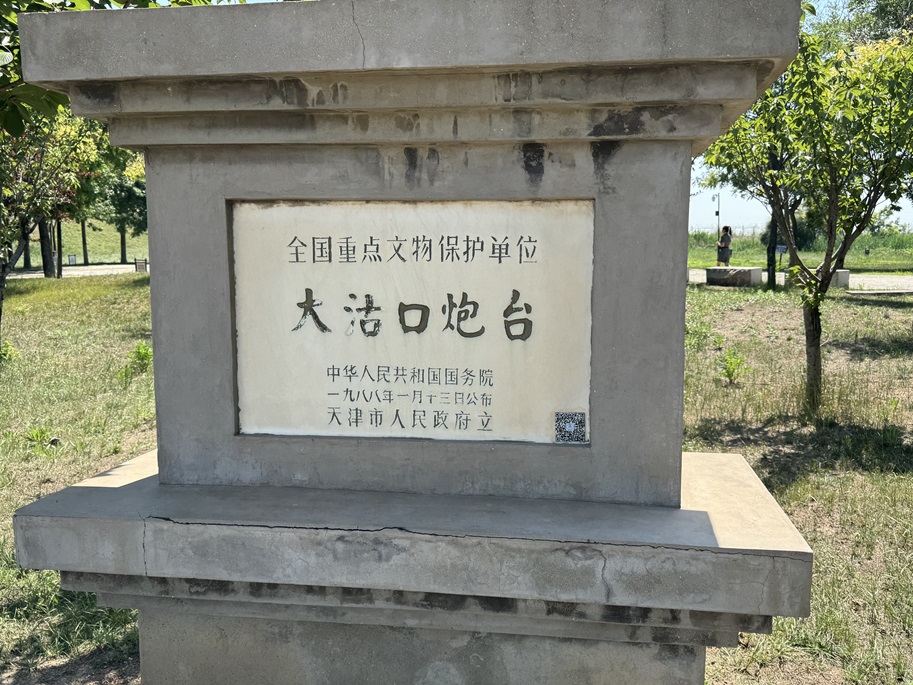 全国重点文物保护单位
大沽口炮台
中华人民共和国国务院
一九八八年一月十三日公布
天津市人民政府立